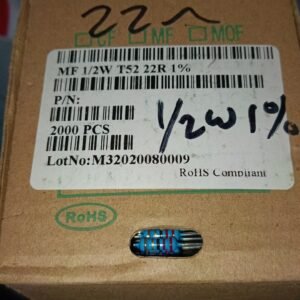 22Ω
CF MF MOF
MF 1/2W T52 22R 1%
P/N:
2000 PCS
1/2W 1%
LotNo:M32020080009
RoHS Compliant
RoHS